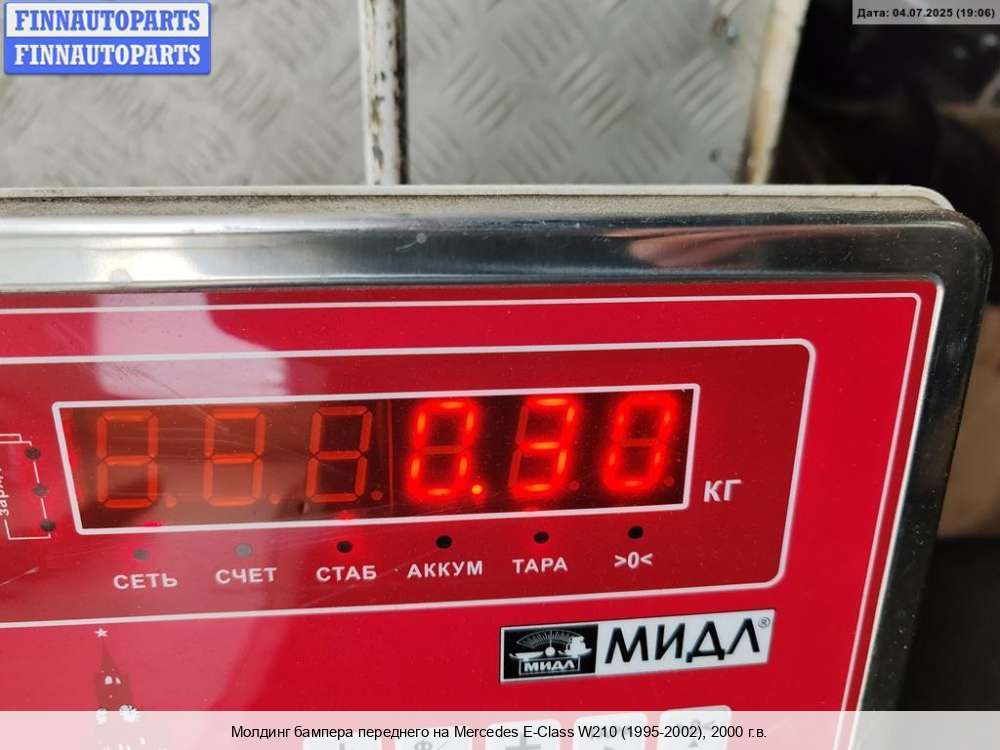 FINNAUTOPARTS
FINNAUTOPARTS
Дата: 04.07.2025 (19:06)
0.30
КГ
СЕТЬ СЧЕТ СТАБ АККУМ ТАРА >0<
МИДЛ МИДЛ®
Молдинг бампера переднего на Mercedes E-Class W210 (1995-2002), 2000 г.в.